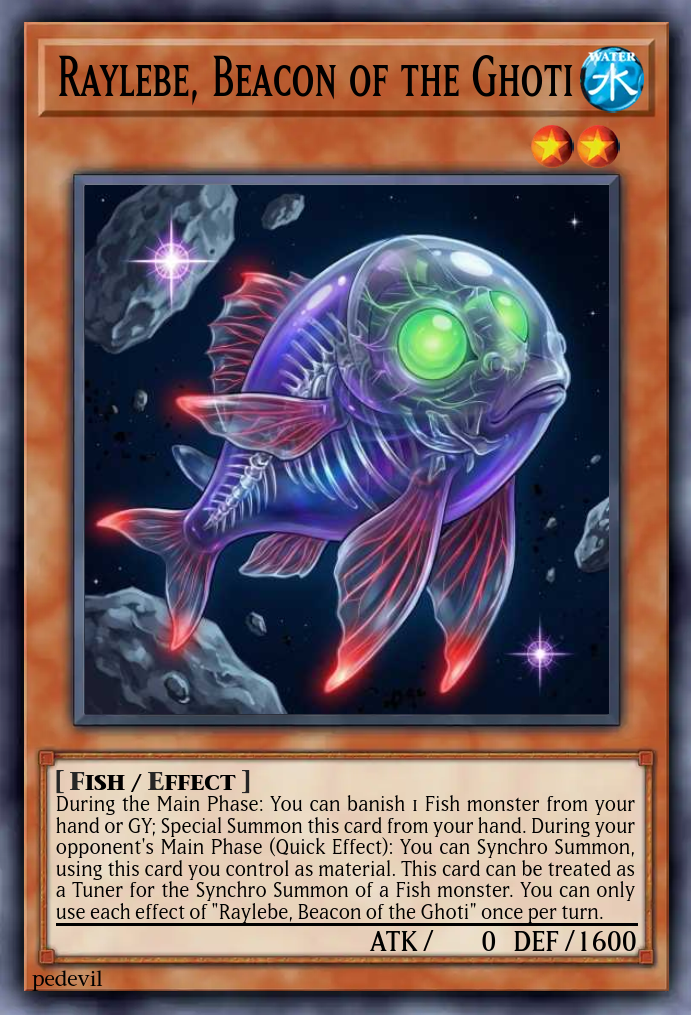 Raylebe, Beacon of the Ghoti
WATER
水
[ Fish / Effect ]
During the Main Phase: You can banish 1 Fish monster from your
hand or GY; Special Summon this card from your hand. During your
opponent's Main Phase (Quick Effect): You can Synchro Summon,
using this card you control as material. This card can be treated as
a Tuner for the Synchro Summon of a Fish monster. You can only
use each effect of "Raylebe, Beacon of the Ghoti" once per turn.
ATK / 0 DEF /1600
pedevil